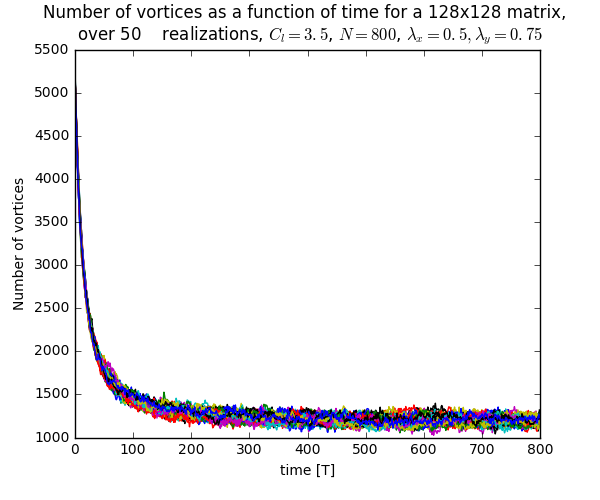 Number of vortices as a function of time for a 128x128 matrix,
over 50    realizations, $C_l = 3.5$, $N = 800$, $\lambda_x = 0.5, \lambda_y = 0.75$
5500
5000
4500
4000
3500
3000
2500
2000
1500
1000
Number of vortices
0 100 200 300 400 500 600 700 800
time [T]